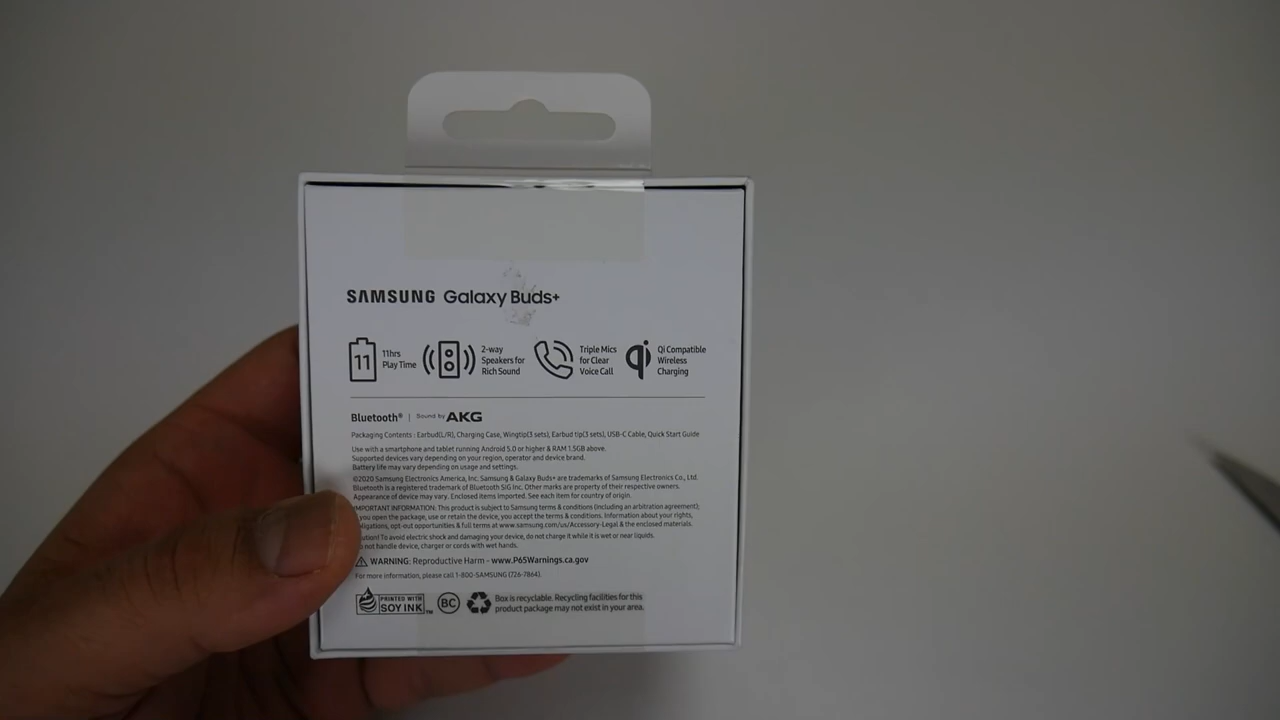 SAMSUNG Galaxy Buds+
11
11hrs
Play Time
2-way
Speakers for
Rich Sound
Triple Mics
for Clear
Voice Call
qi
Qi Compatible
Wireless
Charging
Bluetooth® | Sound by AKG
Packaging Contents : Earbud(L/R), Charging Case, Wingtip(3 sets), Earbud tip(3 sets), USB-C Cable, Quick Start Guide
Use with a smartphone and tablet running Android 5.0 or higher & RAM 1.5GB above.
Supported devices vary depending on your region, operator and device brand.
Battery life may vary depending on usage and settings.
©2020 Samsung Electronics America, Inc. Samsung & Galaxy Buds+ are trademarks of Samsung Electronics Co., Ltd.
Bluetooth is a registered trademark of Bluetooth SIG Inc. Other marks are property of their respective owners.
Appearance of device may vary. Enclosed items imported. See each item for country of origin.
IMPORTANT INFORMATION: This product is subject to Samsung terms & conditions (including an arbitration agreement);
you open the package, use or retain the device, you accept the terms & conditions. Information about your rights,
obligations, opt-out opportunities & full terms at www.samsung.com/us/Accessory-Legal & the enclosed materials.
Caution! To avoid electric shock and damaging your device, do not charge it while it is wet or near liquids.
Do not handle device, charger or cords with wet hands.
WARNING: Reproductive Harm - www.P65Warnings.ca.gov
For more information, please call 1-800-SAMSUNG (726-7864).
PRINTED WITH
SOY INK TM
BC
Box is recyclable. Recycling facilities for this
product package may not exist in your area.